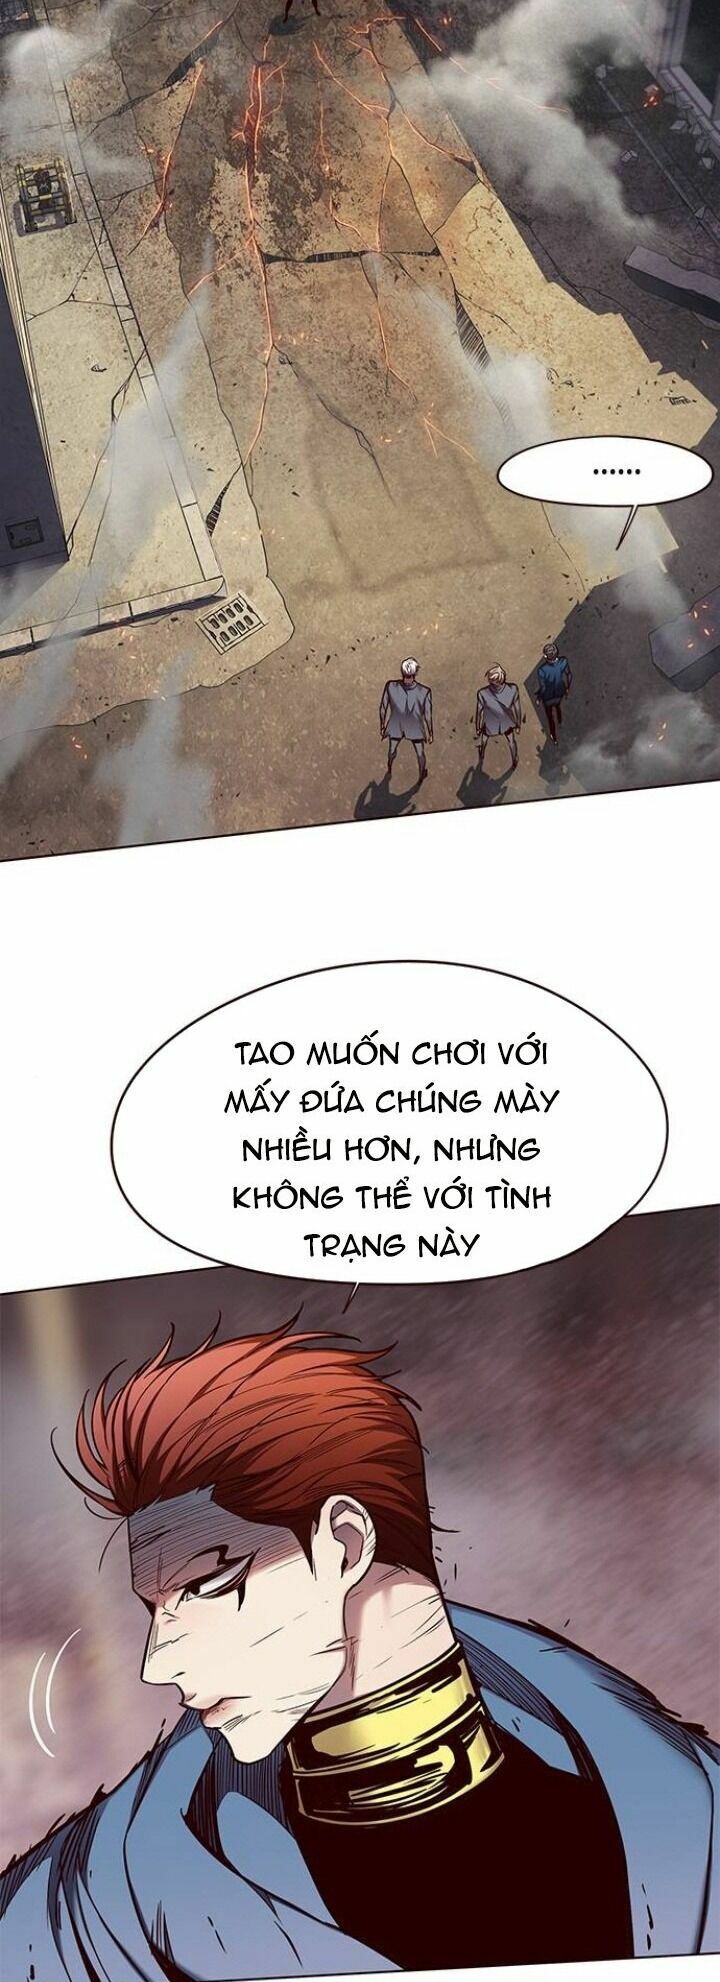 ......
TAO MUỐN CHƠI VỚI
MẤY ĐỨA CHÚNG MÀY
NHIỀU HƠN, NHƯNG
KHÔNG THỂ VỚI TÌNH
TRẠNG NÀY